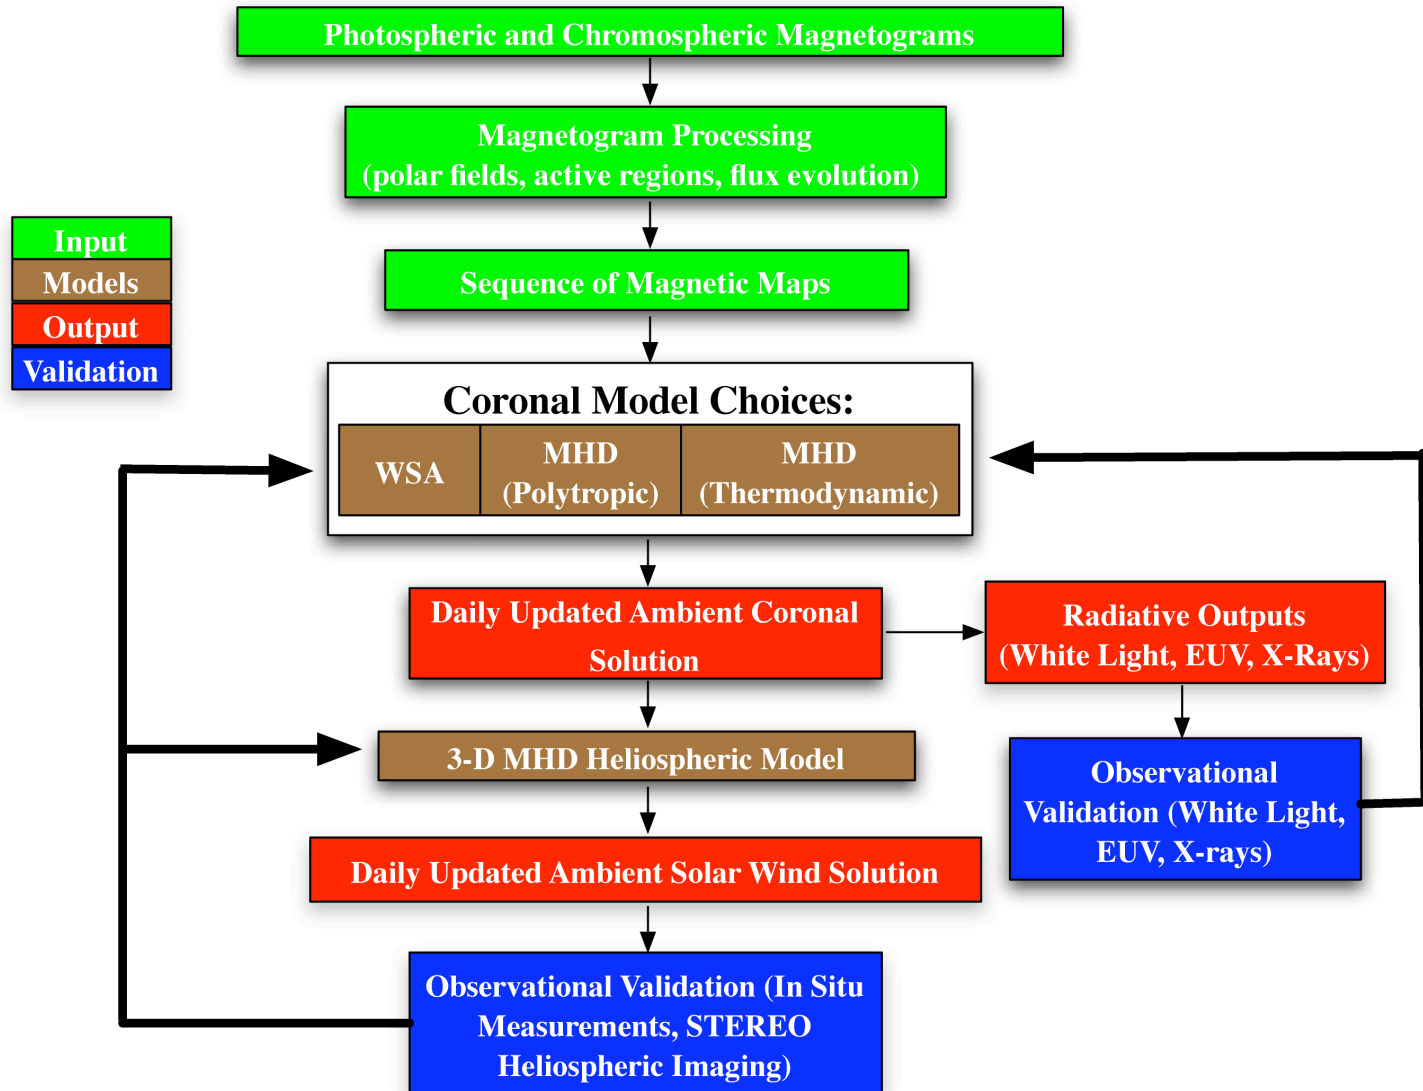 Photospheric and Chromospheric Magnetograms
Magnetogram Processing
(polar fields, active regions, flux evolution)
Input
Models
Output
Validation
Sequence of Magnetic Maps
Coronal Model Choices:
WSA
MHD
(Polytropic)
MHD
(Thermodynamic)
Daily Updated Ambient Coronal
Solution
Radiative Outputs
(White Light, EUV, X-Rays)
3-D MHD Heliospheric Model
Observational
Validation (White Light,
EUV, X-rays)
Daily Updated Ambient Solar Wind Solution
Observational Validation (In Situ
Measurements, STEREO
Heliospheric Imaging)